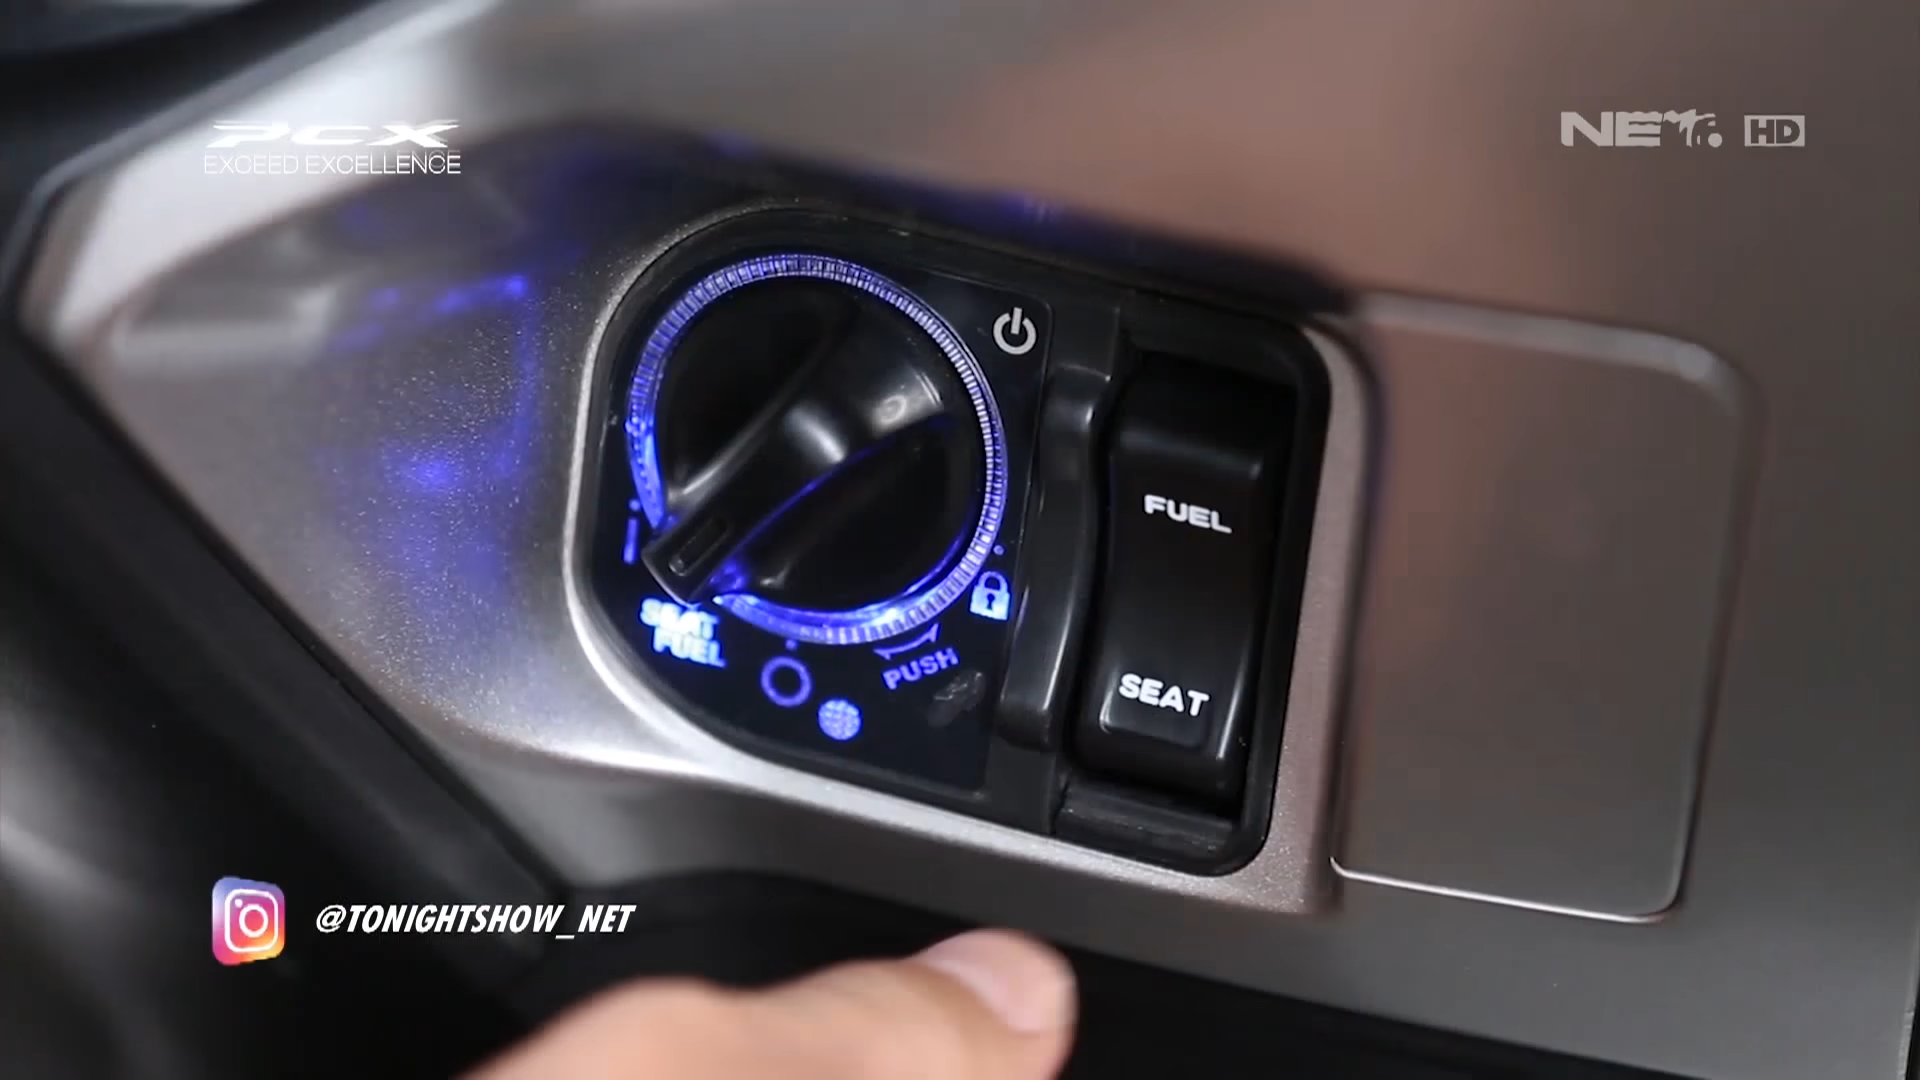 PCX
EXCEED EXCELLENCE
NET. HD
FUEL
SEAT
FUEL
PUSH
SEAT
@TONIGHTSHOW_NET